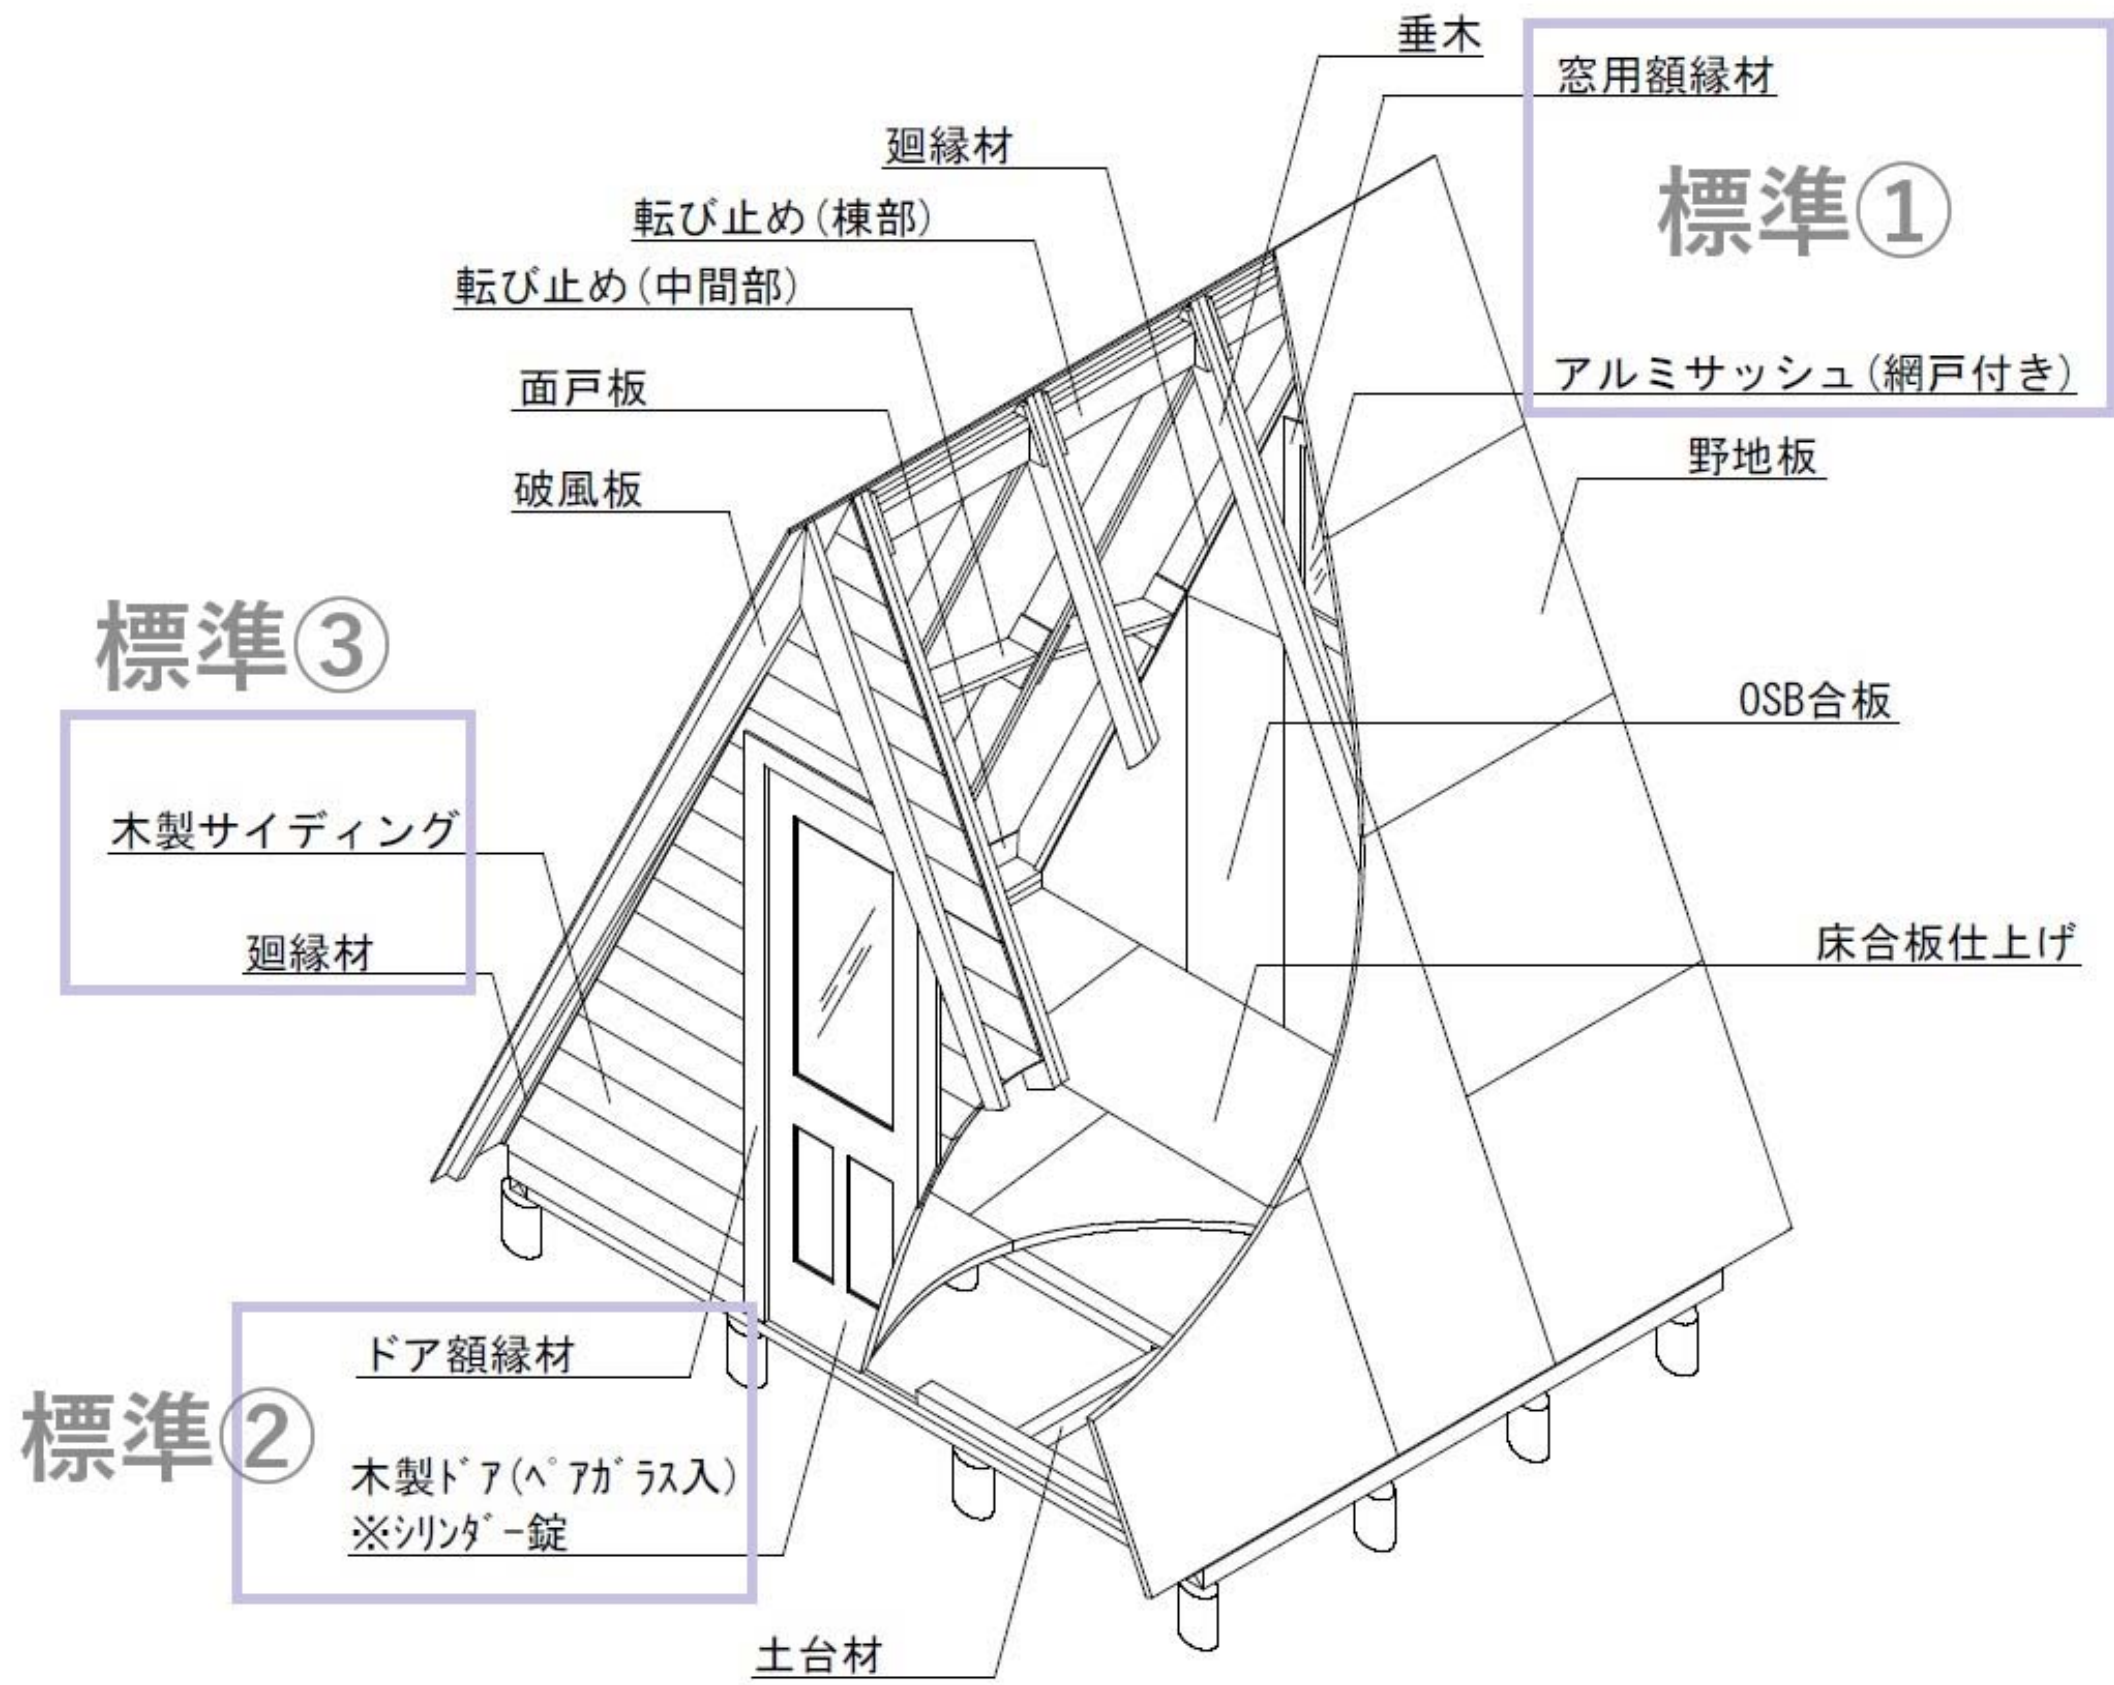 垂木
窓用額縁材
廻縁材
標準①
転び止め(棟部)
転び止め(中間部)
アルミサッシュ(網戸付き)
面戸板
野地板
破風板
標準③
OSB合板
木製サイディング
廻縁材
床合板仕上げ
ドア額縁材
標準②
木製ﾄﾞｱ(ﾍﾟｱｶﾞﾗｽ入)
※ｼﾘﾝﾀﾞｰ錠
土台材